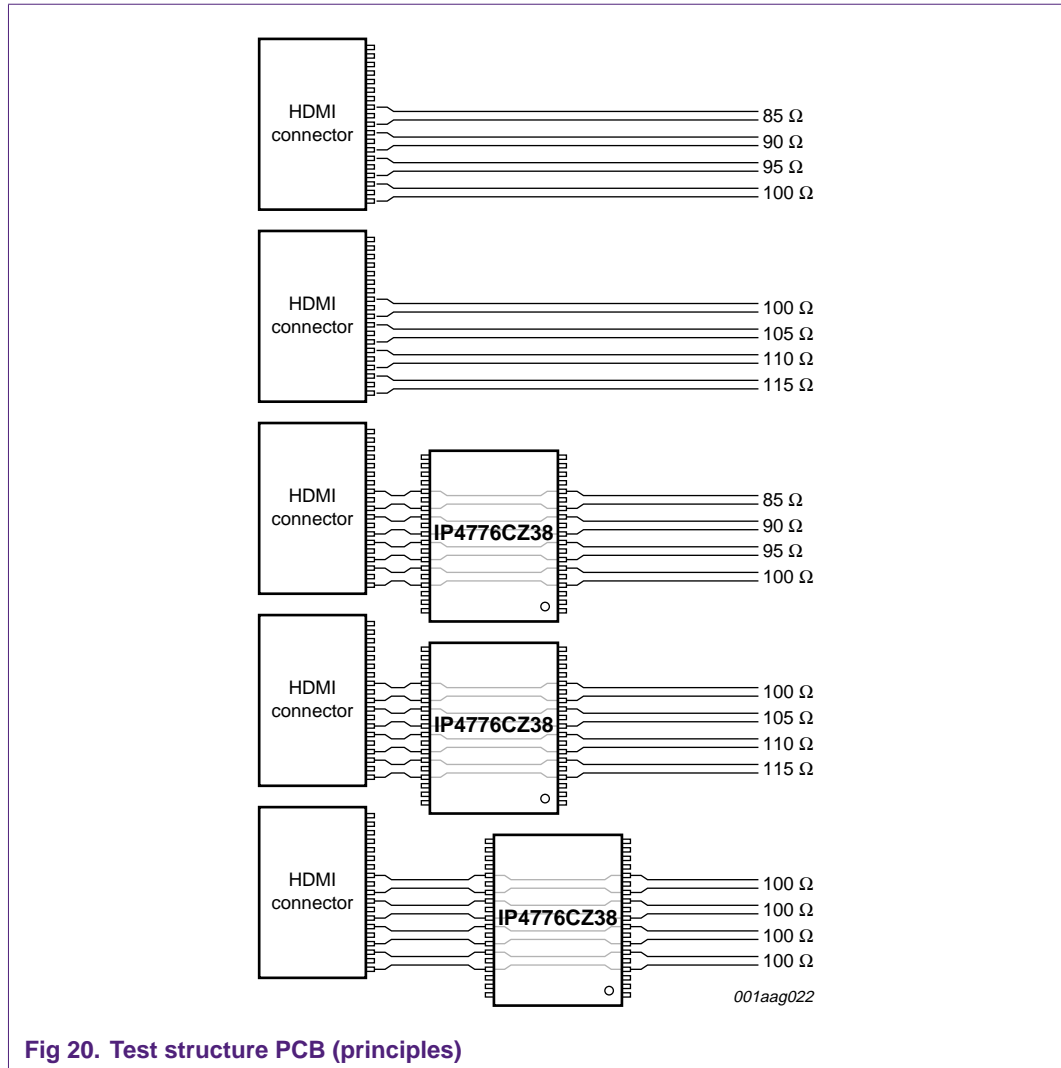 HDMI
connector
85 Ω
90 Ω
95 Ω
100 Ω
HDMI
connector
100 Ω
105 Ω
110 Ω
115 Ω
HDMI
connector
IP4776CZ38
85 Ω
90 Ω
95 Ω
100 Ω
HDMI
connector
IP4776CZ38
100 Ω
105 Ω
110 Ω
115 Ω
HDMI
connector
IP4776CZ38
100 Ω
100 Ω
100 Ω
100 Ω
001aag022
Fig 20. Test structure PCB (principles)